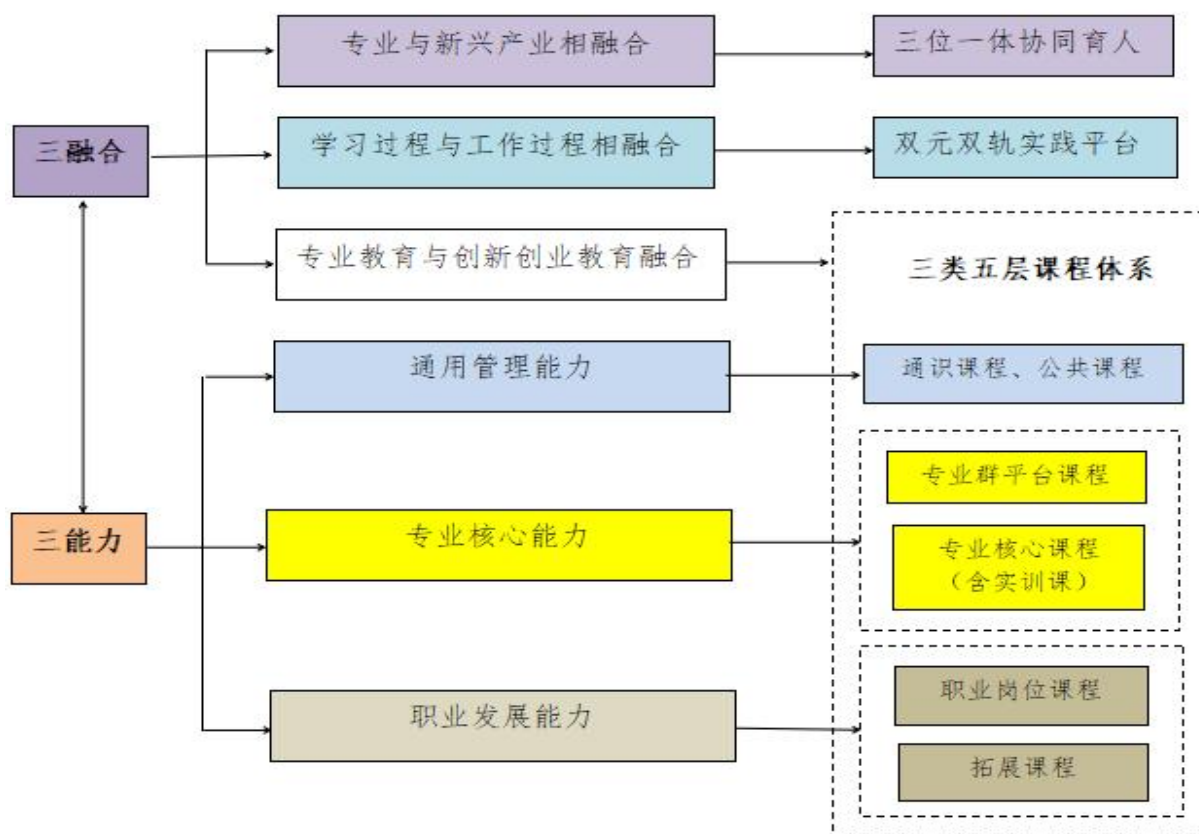 专业与新兴产业相融合
三位一体协同育人
三融合
学习过程与工作过程相融合
双元双轨实践平台
专业教育与创新创业教育融合
三类五层课程体系
通用管理能力
通识课程、公共课程
专业群平台课程
三能力
专业核心能力
专业核心课程
（含实训课）
职业岗位课程
职业发展能力
拓展课程